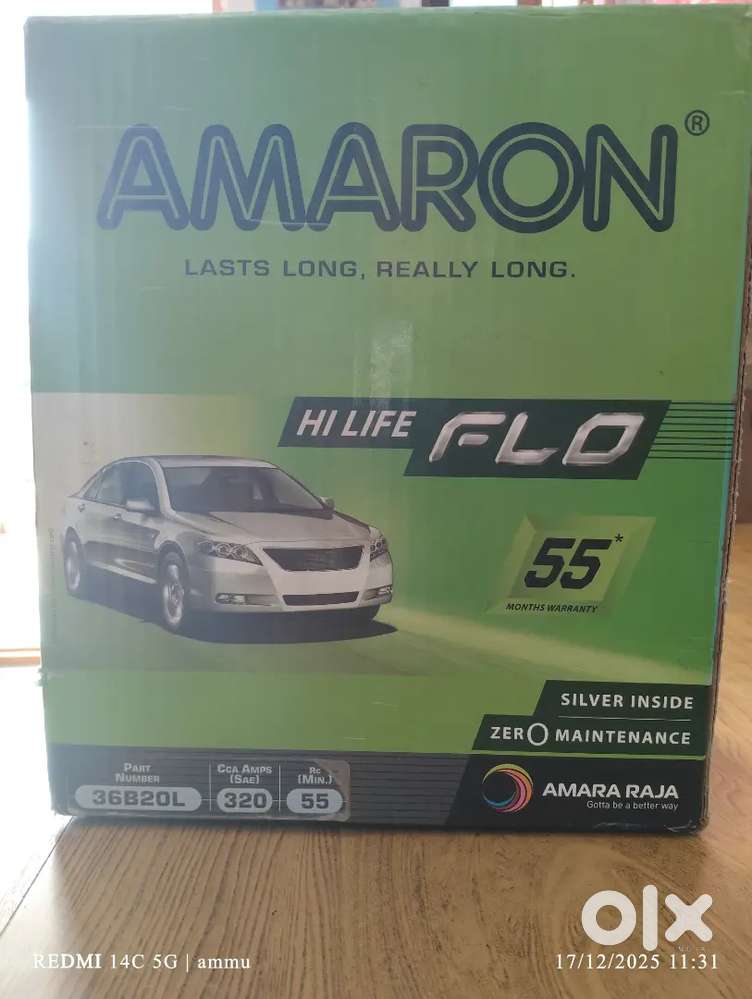 AMARON®
LASTS LONG, REALLY LONG.
HI LIFE FLO
55*
MONTHS WARRANTY
SILVER INSIDE
ZERO MAINTENANCE
PART NUMBER
36B20L
CCA AMPS (SAE)
320
RC (MIN.)
55
AMARA RAJA
Gotta be a better way
olx
REDMI 14C 5G | ammu
17/12/2025 11:31